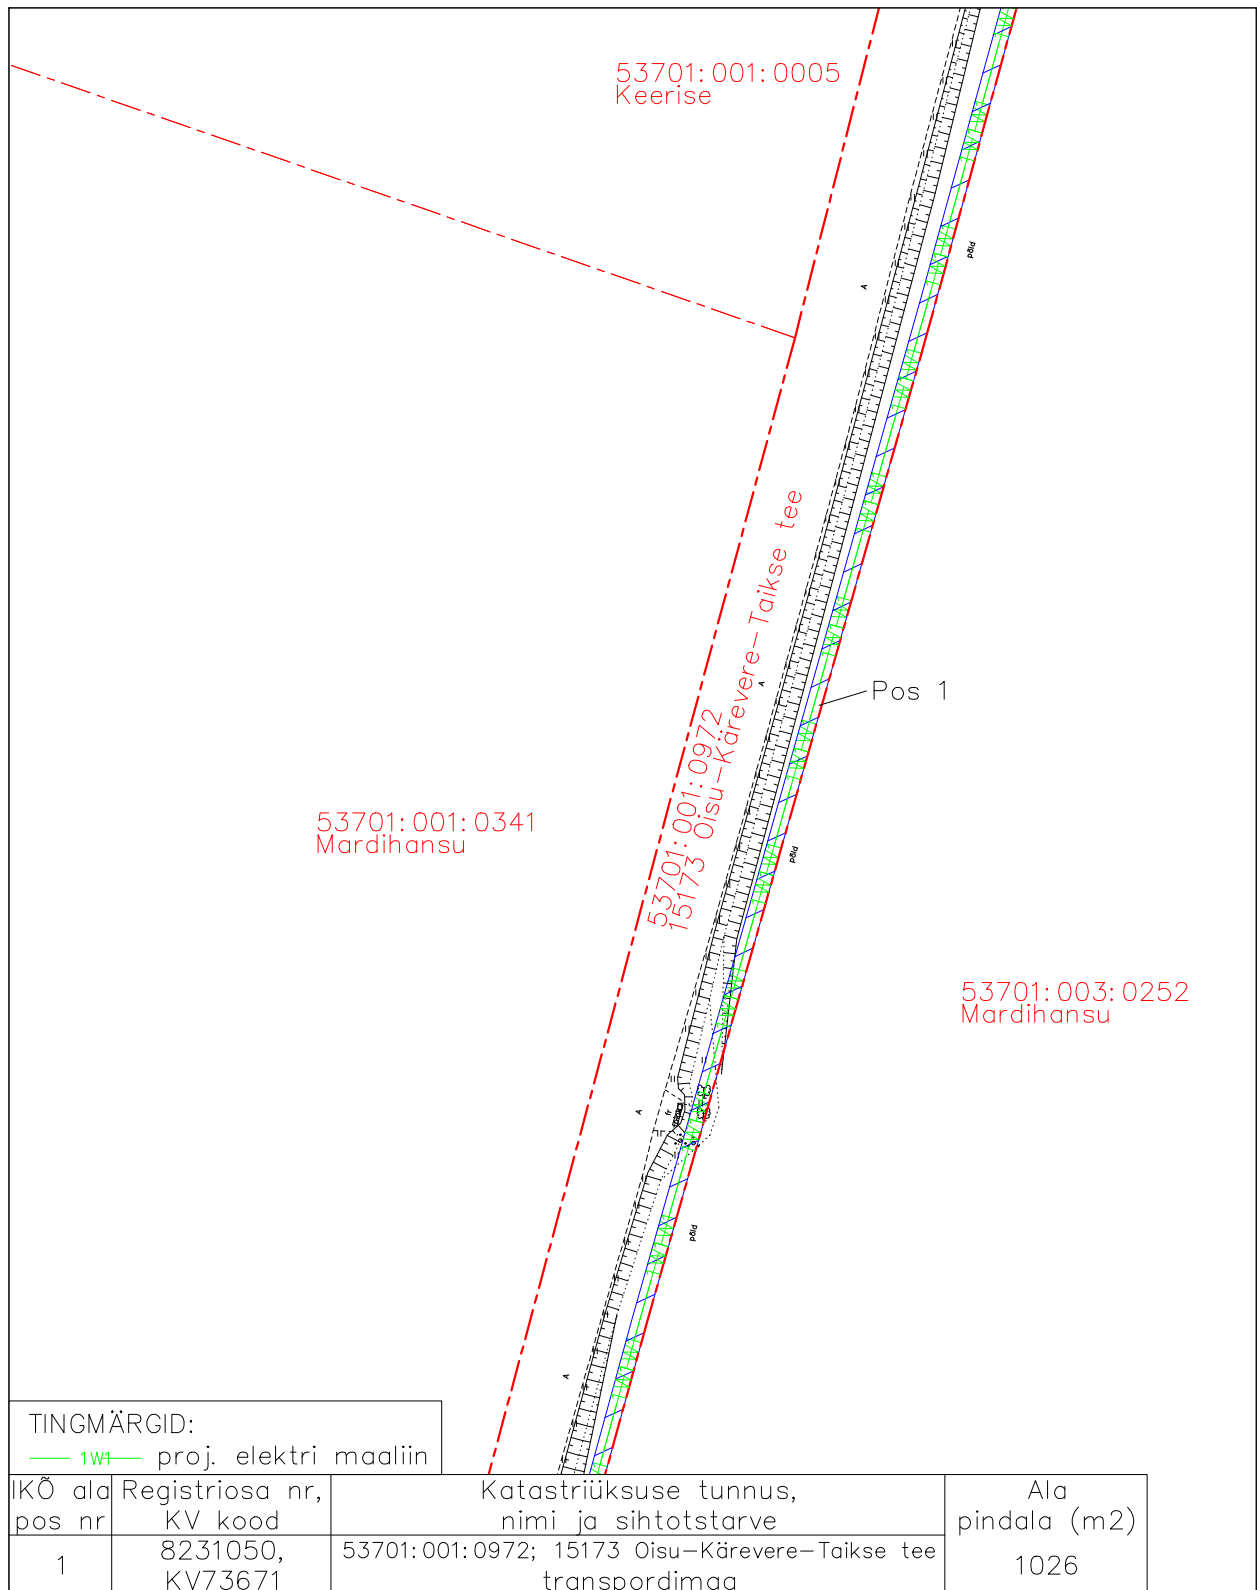 53701:001:0005
Keerise
põld
A
53701:001:0972
15173 Oisu-Kärevere-Taikse tee
A
Pos 1
53701:001:0341
Mardihansu
põld
53701:003:0252
Mardihansu
A
fr
põld
A
TINGMÄRGID:
1W1 proj. elektri maaliin
IKÕ ala pos nr
Registriosa nr, KV kood
Katastriüksuse tunnus, nimi ja sihtotstarve
Ala pindala (m2)
1
8231050, KV73671
53701:001:0972; 15173 Oisu-Kärevere-Taikse tee transpordimaa
1026